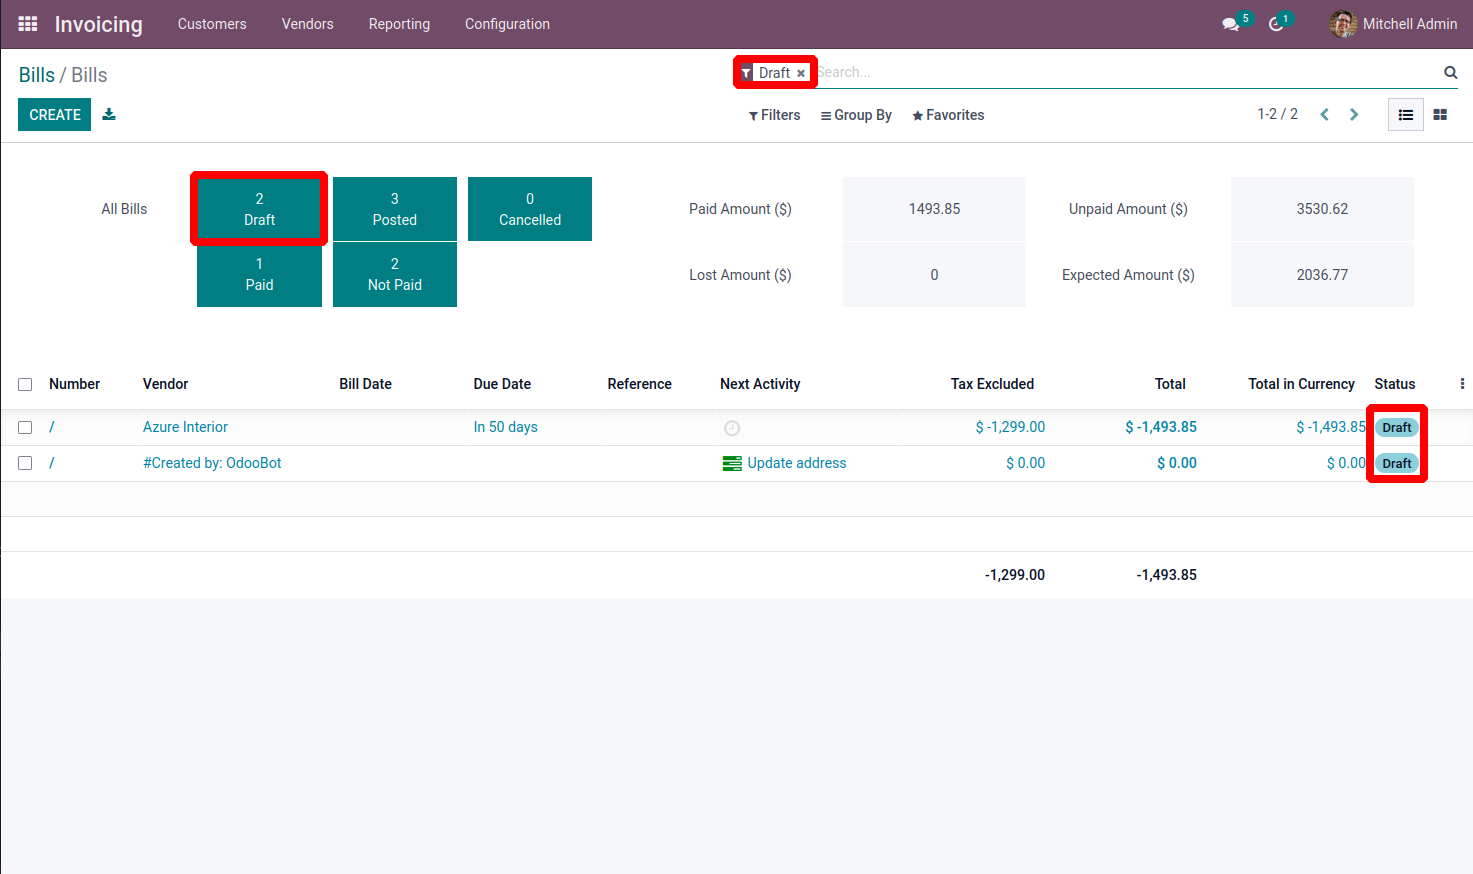 Invoicing Customers Vendors Reporting Configuration 5 1 Mitchell Admin
Bills / Bills
Draft Search...
CREATE
Filters Group By Favorites 1-2 / 2
All Bills
2
Draft
3
Posted
0
Cancelled
1
Paid
2
Not Paid
Paid Amount ($) 1493.85 Unpaid Amount ($) 3530.62
Lost Amount ($) 0 Expected Amount ($) 2036.77
Number Vendor Bill Date Due Date Reference Next Activity Tax Excluded Total Total in Currency Status
/ Azure Interior In 50 days $ -1,299.00 $ -1,493.85 $ -1,493.85 Draft
/ #Created by: OdooBot Update address $ 0.00 $ 0.00 $ 0.00 Draft
-1,299.00 -1,493.85